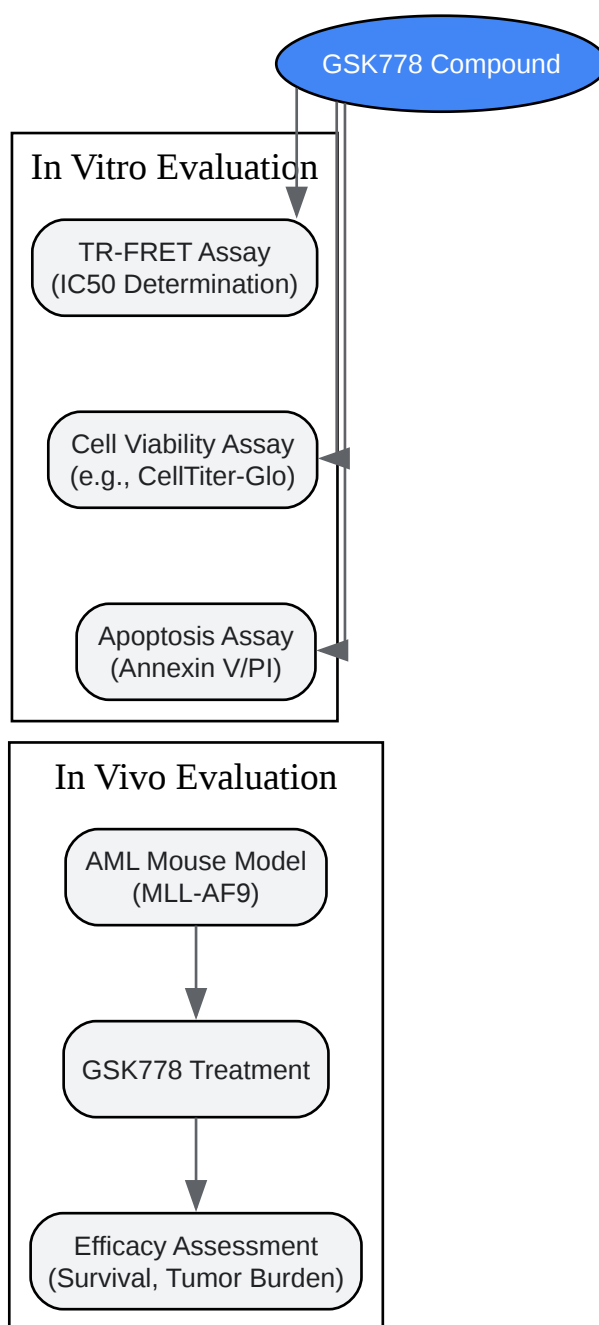 GSK778 Compound
In Vitro Evaluation
TR-FRET Assay
(IC50 Determination)
Cell Viability Assay
(e.g., CellTiter-Glo)
Apoptosis Assay
(Annexin V/PI)
In Vivo Evaluation
AML Mouse Model
(MLL-AF9)
GSK778 Treatment
Efficacy Assessment
(Survival, Tumor Burden)